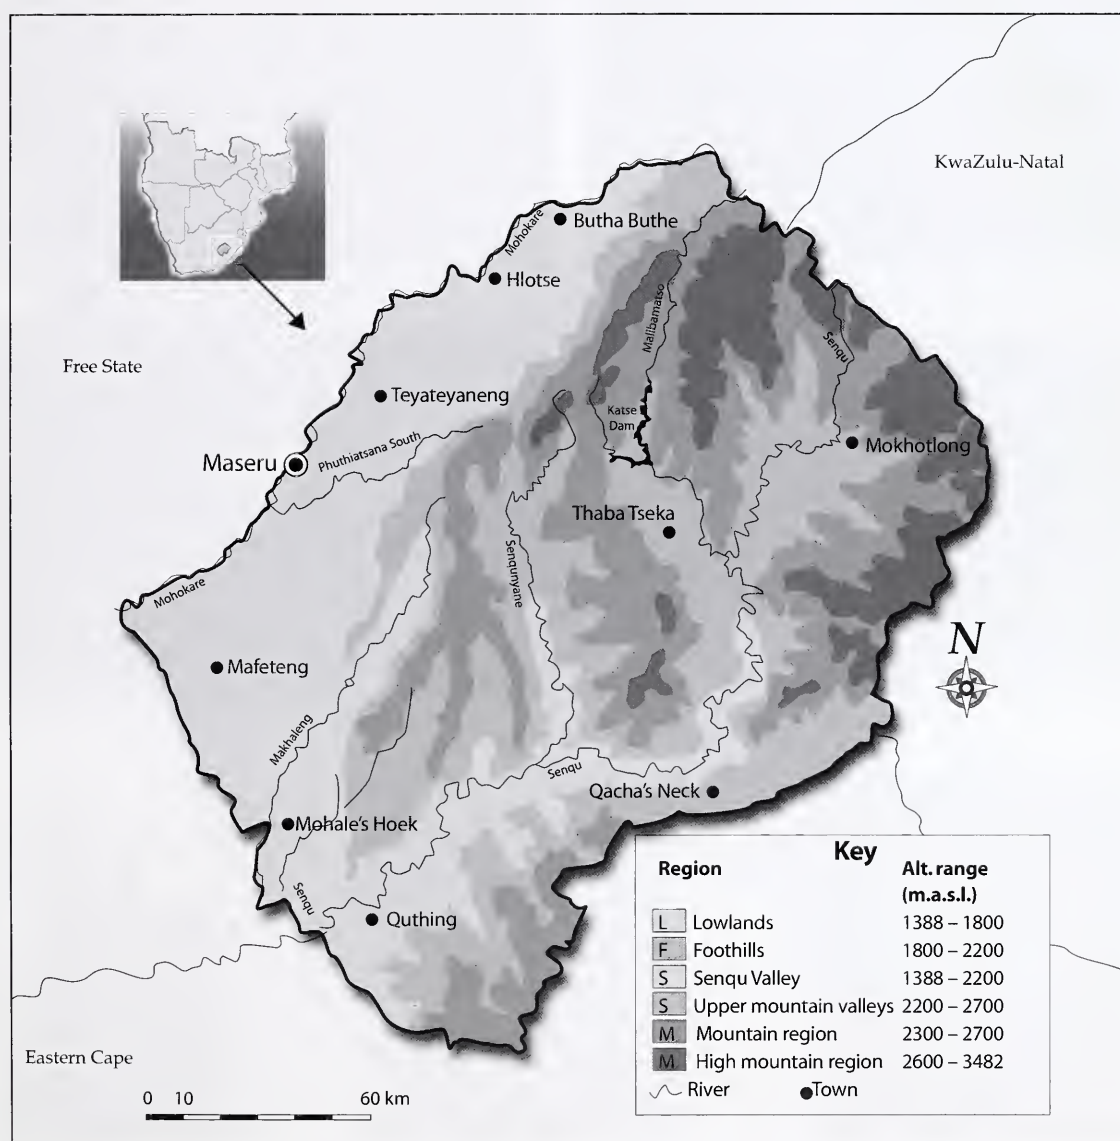 KwaZulu-Natal
Butha Buthe
Mohokare
Hlotse
Malibamatso
Senqu
Free State
Teyateyaneng
Katse
Dam
Phuthiatsana South
Mokhotlong
Maseru
Thaba Tseka
Senqunyane
Mohokare
N
Mafeteng
Makhaleng
Senqu
Qacha's Neck
Mohale's Hoek
Senqu
Quthing
Key
Region Alt. range
(m.a.s.l.)
L Lowlands 1388 – 1800
F Foothills 1800 – 2200
S Senqu Valley 1388 – 2200
S Upper mountain valleys 2200 – 2700
M Mountain region 2300 – 2700
M High mountain region 2600 – 3482
River Town
Eastern Cape
0 10 60 km